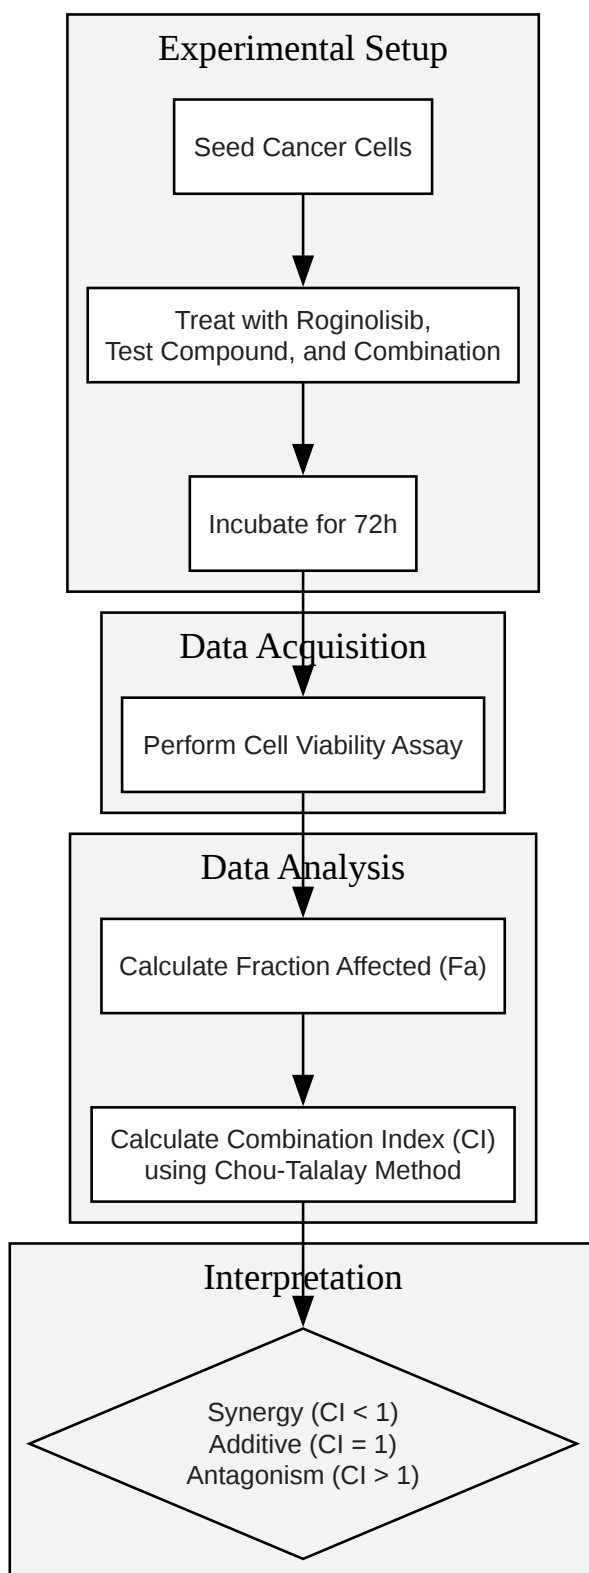 Experimental Setup
Seed Cancer Cells
Treat with Roginolisib,
Test Compound, and Combination
Incubate for 72h
Data Acquisition
Perform Cell Viability Assay
Data Analysis
Calculate Fraction Affected (Fa)
Calculate Combination Index (CI)
using Chou-Talalay Method
Interpretation
Synergy (CI < 1)
Additive (CI = 1)
Antagonism (CI > 1)